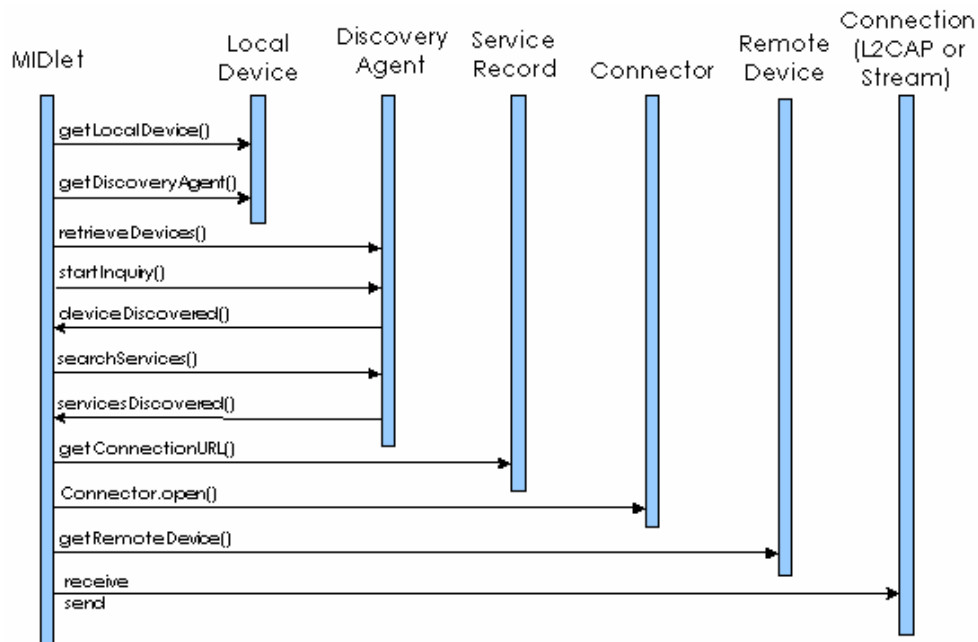 MIDlet
Local
Device
Discovery
Agent
Service
Record
Connector
Remote
Device
Connection
(L2CAP or
Stream)
getLocalDevice()
getDiscoveryAgent()
retrieveDevices()
startInquiry()
deviceDiscovered()
searchServices()
servicesDiscovered()
getConnectionURL()
Connector.open()
getRemoteDevice()
receive
send